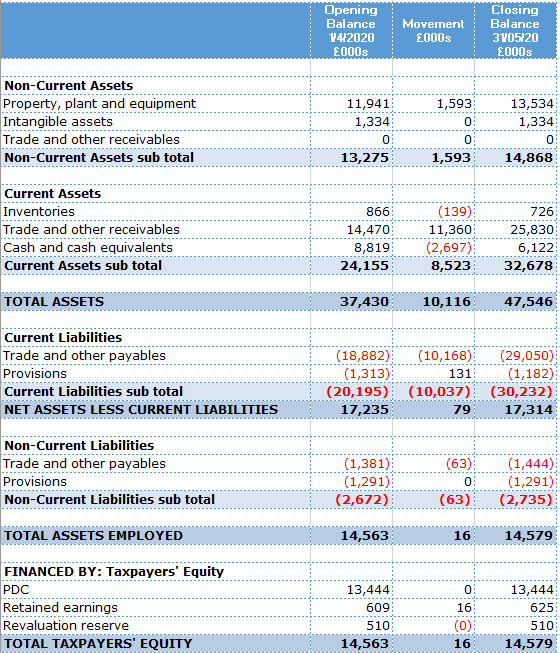 Opening Closing
Balance Movement Balance
1/4/2020 £000s 31/05/20
£000s £000s
Non-Current Assets
Property, plant and equipment 11,941 1,593 13,534
Intangible assets 1,334 0 1,334
Trade and other receivables 0 0 0
Non-Current Assets sub total 13,275 1,593 14,868
Current Assets
Inventories 866 (139) 726
Trade and other receivables 14,470 11,360 25,830
Cash and cash equivalents 8,819 (2,697) 6,122
Current Assets sub total 24,155 8,523 32,678
TOTAL ASSETS 37,430 10,116 47,546
Current Liabilities
Trade and other payables (18,882) (10,168) (29,050)
Provisions (1,313) 131 (1,182)
Current Liabilities sub total (20,195) (10,037) (30,232)
NET ASSETS LESS CURRENT LIABILITIES 17,235 79 17,314
Non-Current Liabilities
Trade and other payables (1,381) (63) (1,444)
Provisions (1,291) 0 (1,291)
Non-Current Liabilities sub total (2,672) (63) (2,735)
TOTAL ASSETS EMPLOYED 14,563 16 14,579
FINANCED BY: Taxpayers' Equity
PDC 13,444 0 13,444
Retained earnings 609 16 625
Revaluation reserve 510 (0) 510
TOTAL TAXPAYERS' EQUITY 14,563 16 14,579